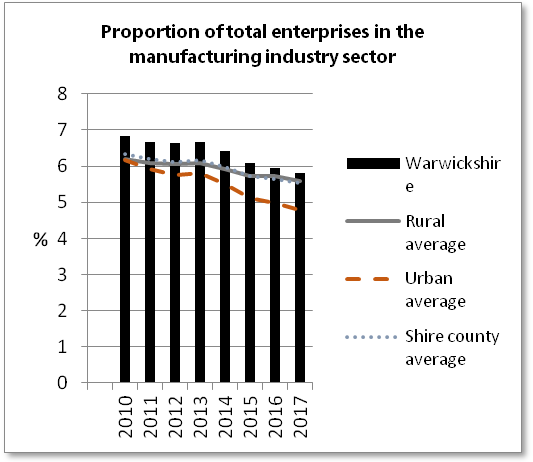 Proportion of total enterprises in the
manufacturing industry sector
8
7
6
5
4
3
2
1
0
%
2010
2011
2012
2013
2014
2015
2016
2017
Warwickshir
e
Rural
average
Urban
average
Shire county
average